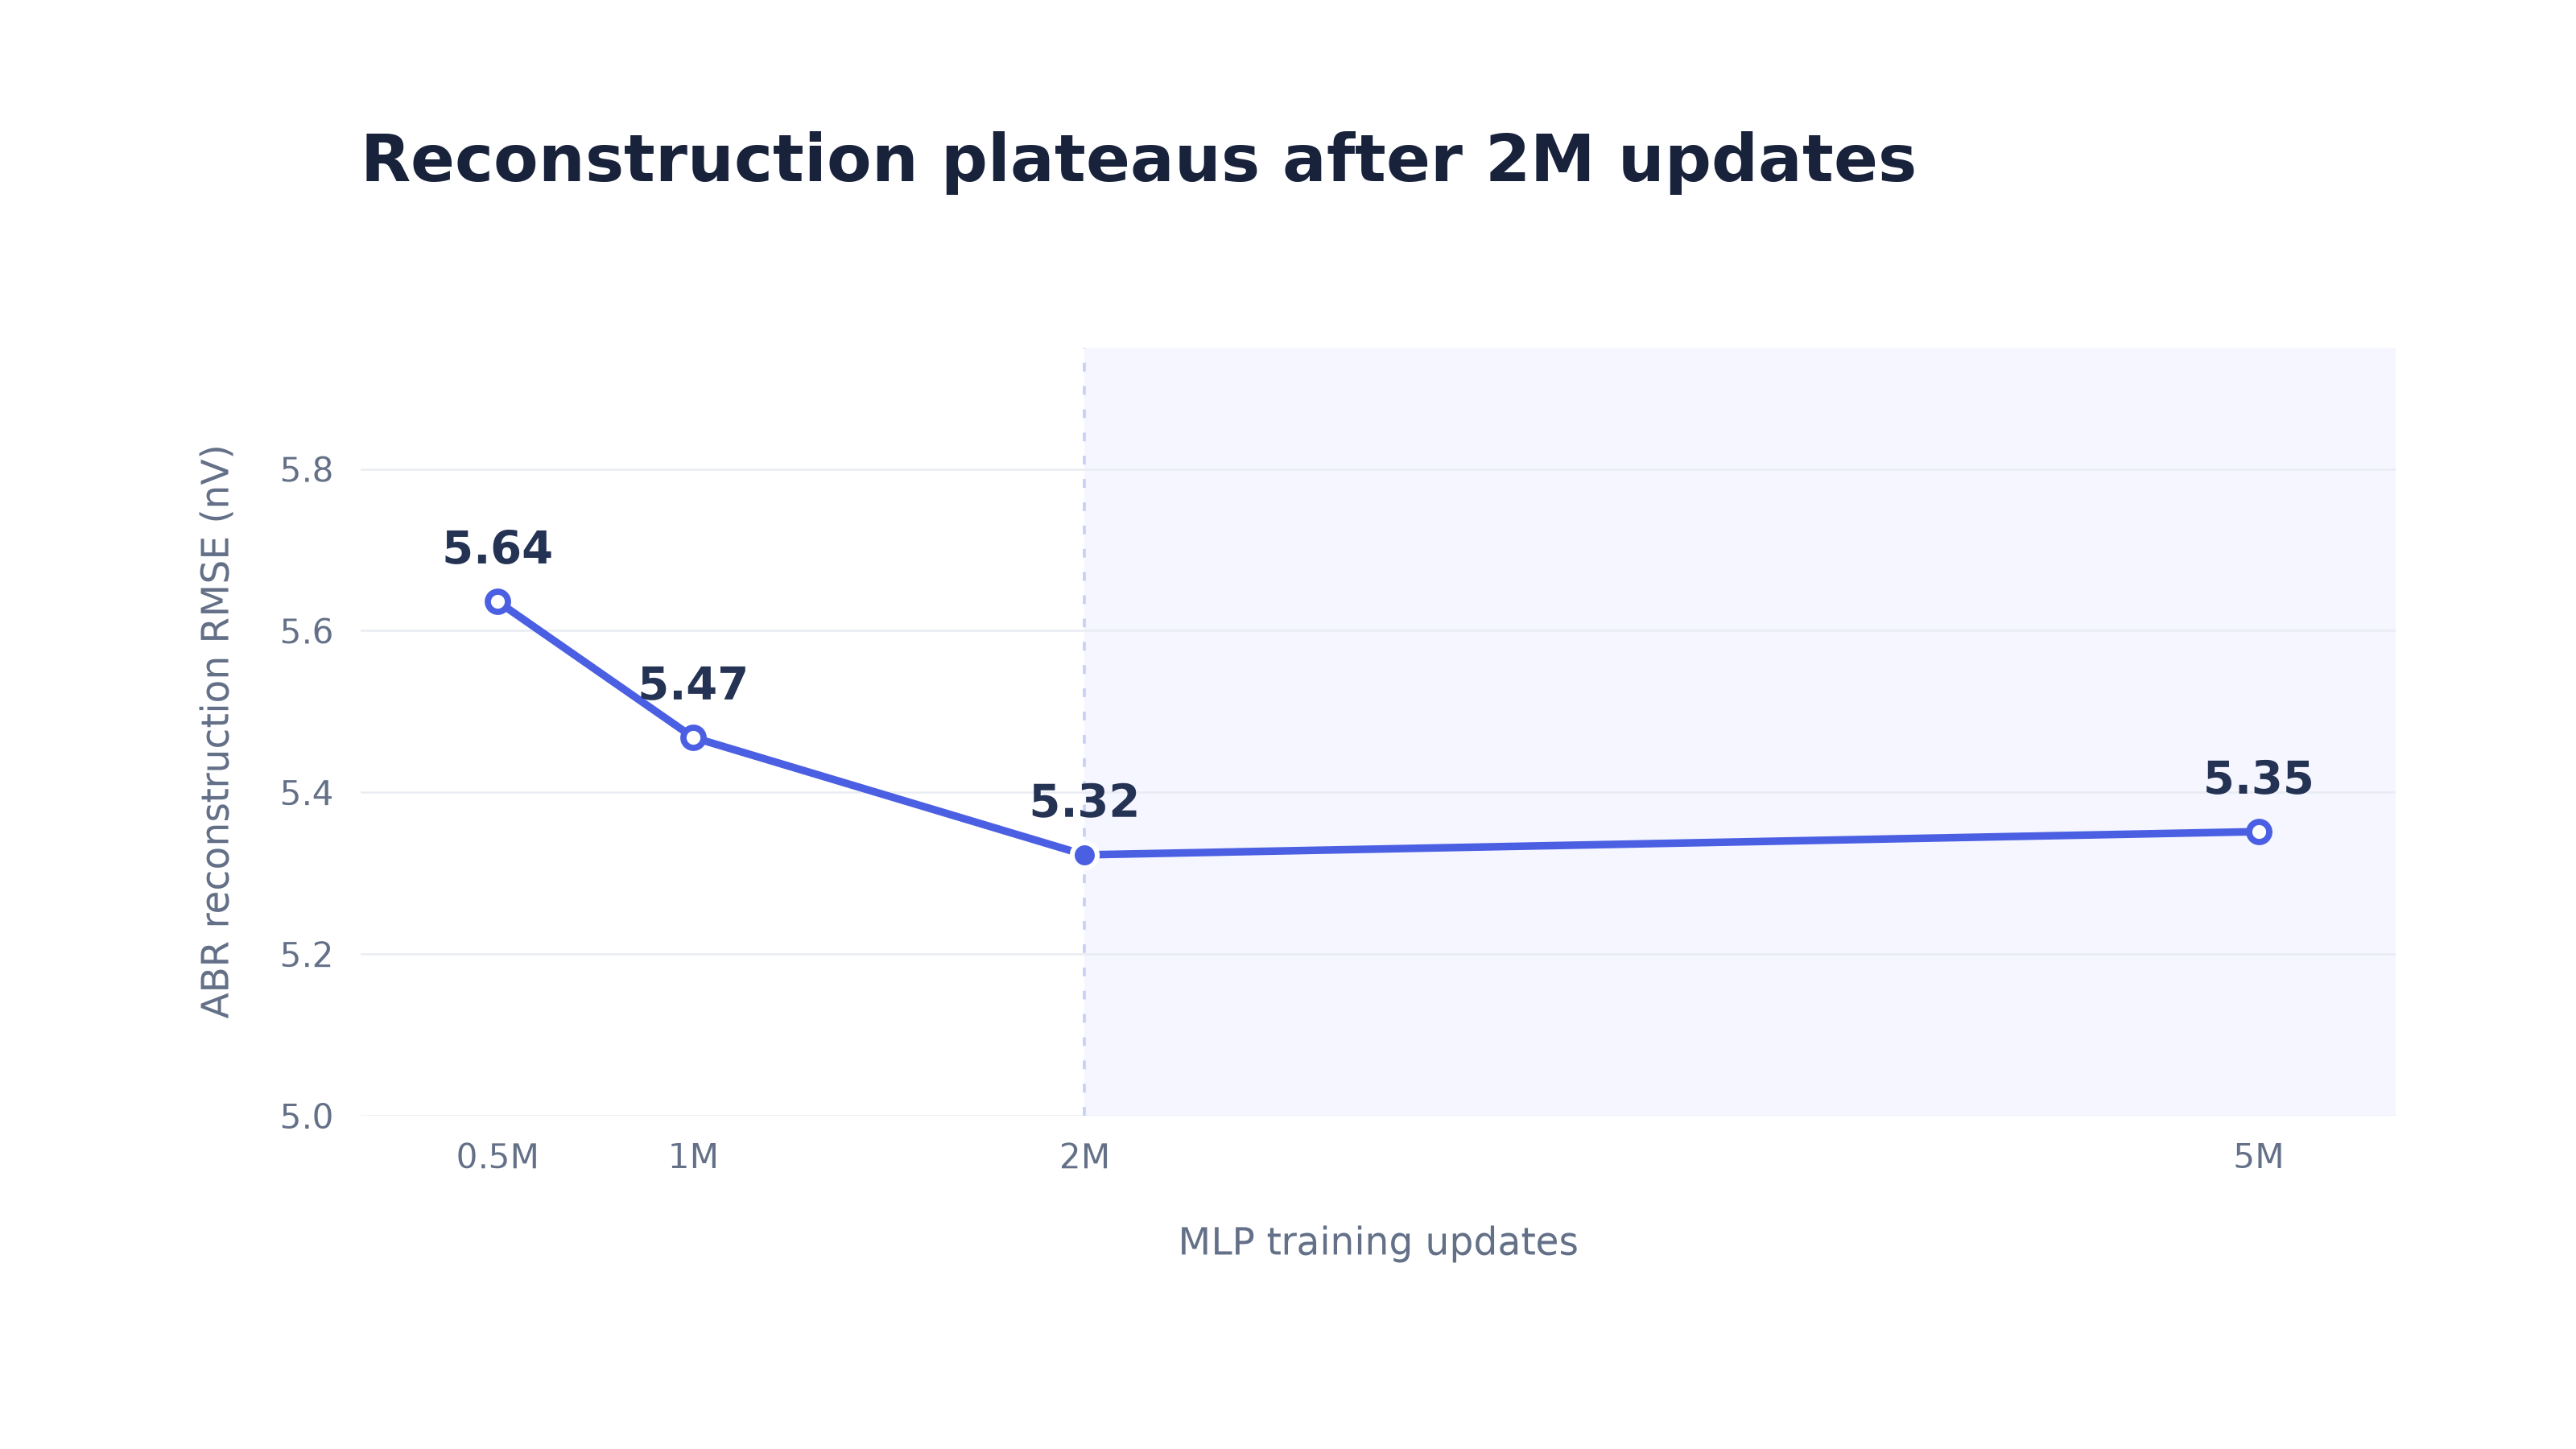 Reconstruction plateaus after 2M updates
ABR reconstruction RMSE (nV)
5.8
5.6
5.4
5.2
5.0
5.64
5.47
5.32
5.35
0.5M
1M
2M
5M
MLP training updates